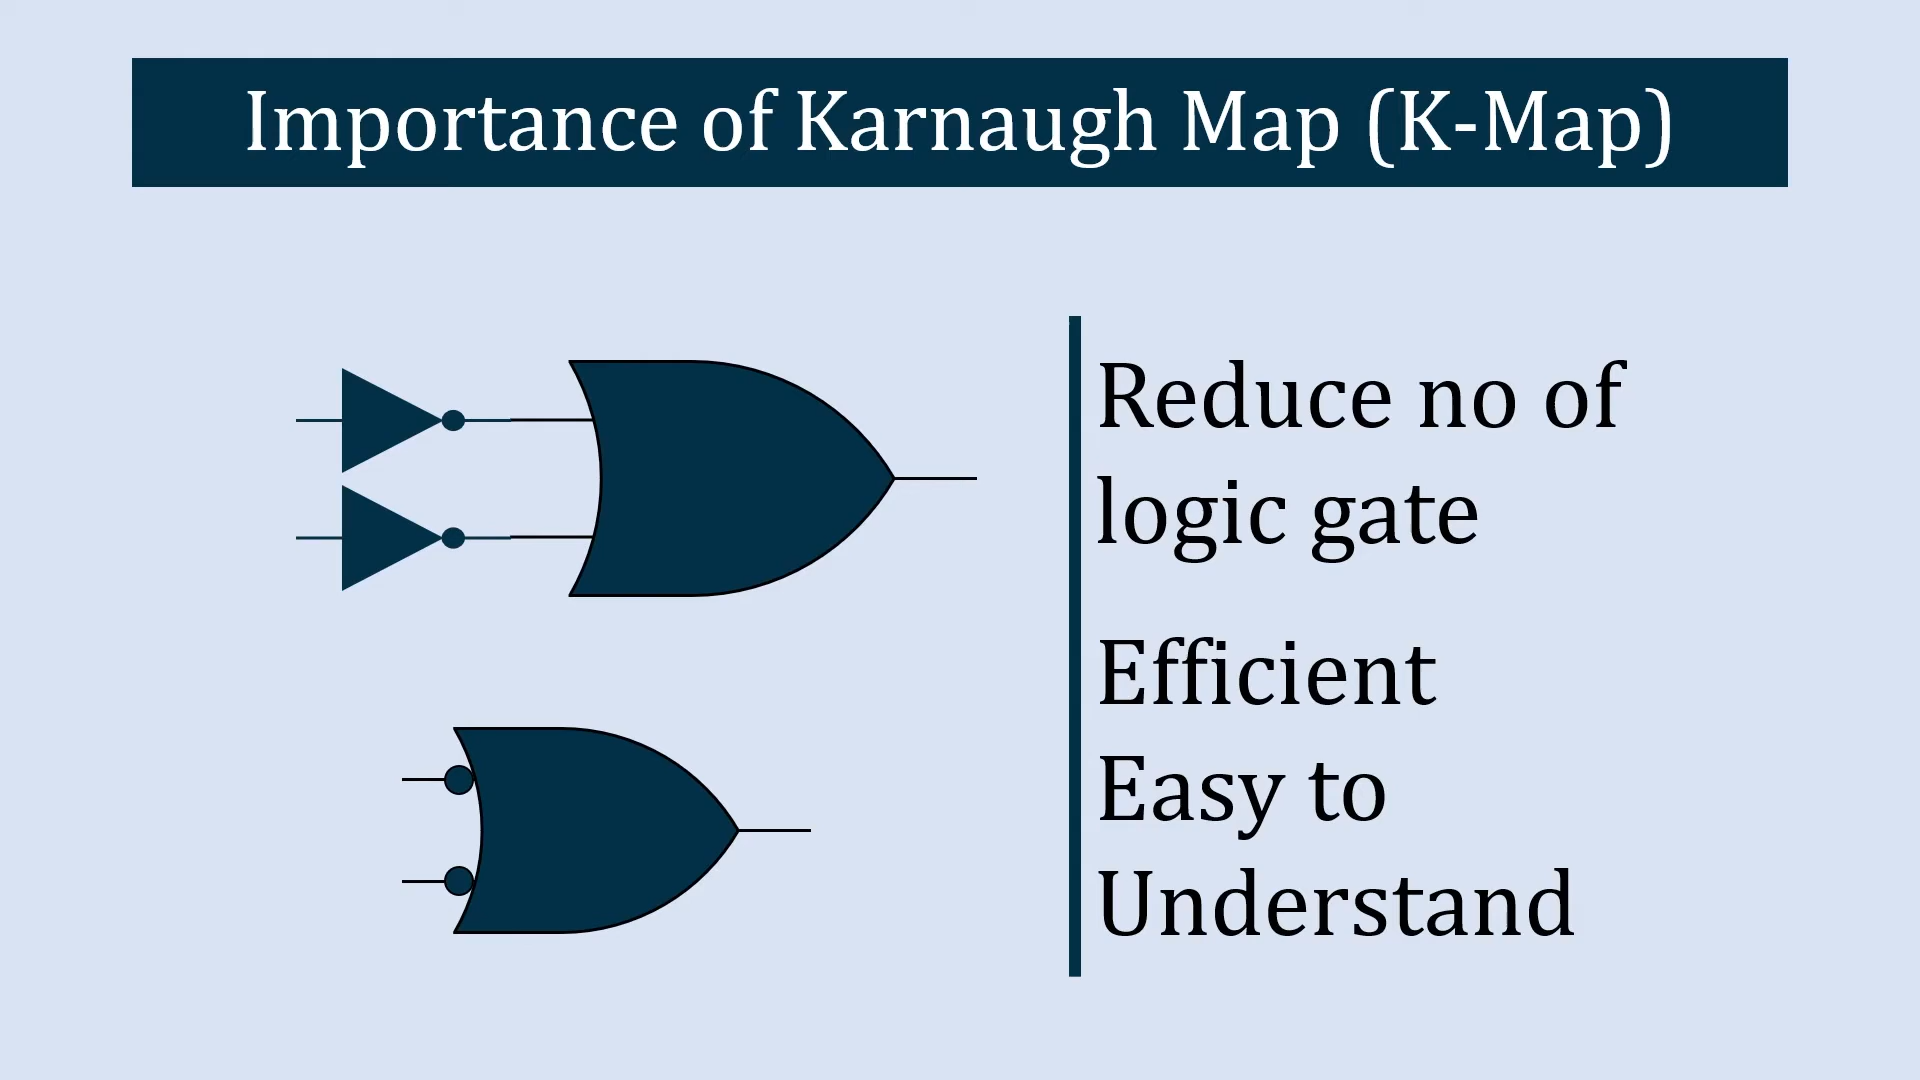 Importance of Karnaugh Map (K-Map)
Reduce no of
logic gate
Efficient
Easy to
Understand